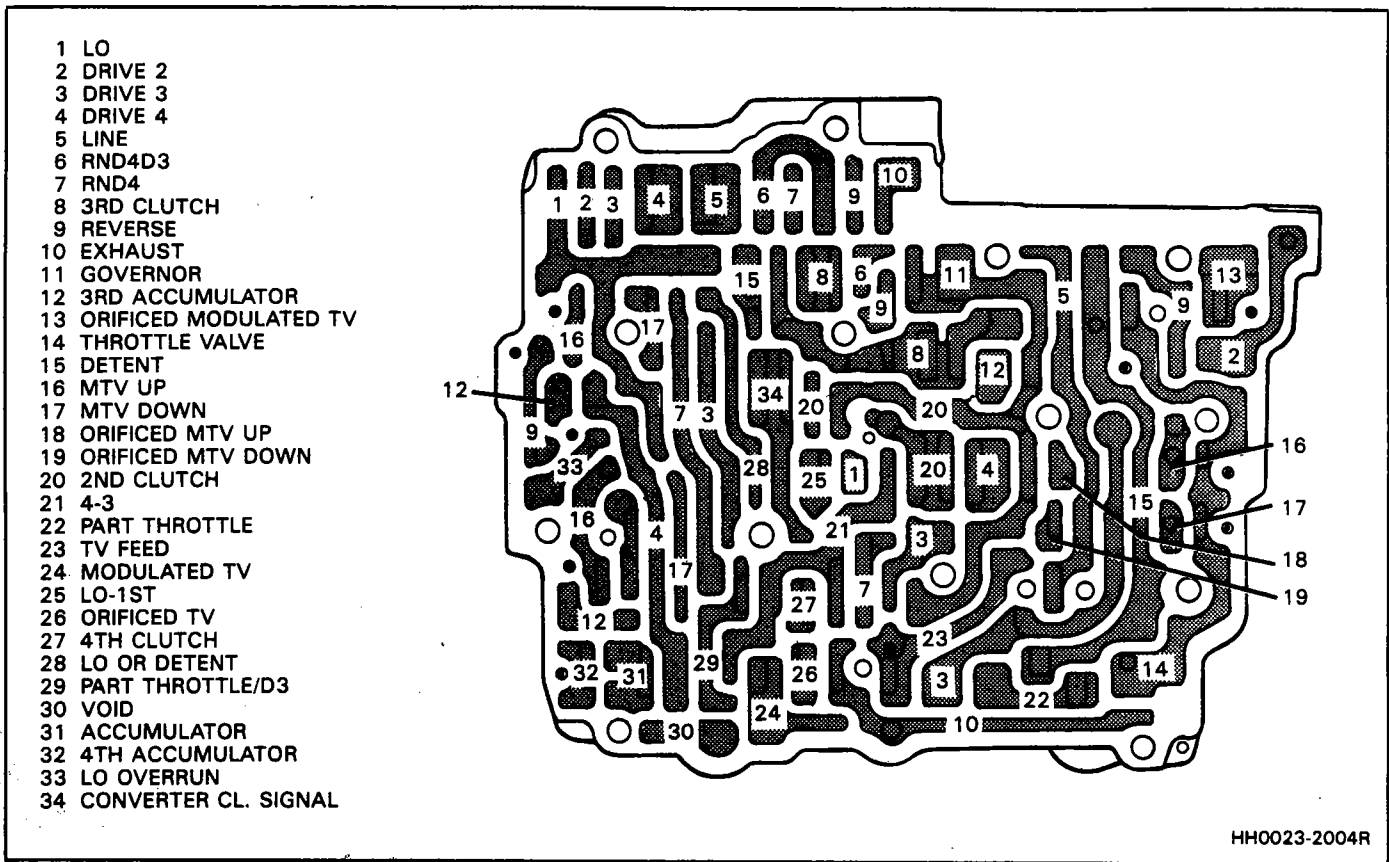 1 LO
2 DRIVE 2
3 DRIVE 3
4 DRIVE 4
5 LINE
6 RND4D3
7 RND4
8 3RD CLUTCH
9 REVERSE
10 EXHAUST
11 GOVERNOR
12 3RD ACCUMULATOR
13 ORIFICED MODULATED TV
14 THROTTLE VALVE
15 DETENT
16 MTV UP
17 MTV DOWN
18 ORIFICED MTV UP
19 ORIFICED MTV DOWN
20 2ND CLUTCH
21 4-3
22 PART THROTTLE
23 TV FEED
24 MODULATED TV
25 LO-1ST
26 ORIFICED TV
27 4TH CLUTCH
28 LO OR DETENT
29 PART THROTTLE/D3
30 VOID
31 ACCUMULATOR
32 4TH ACCUMULATOR
33 LO OVERRUN
34 CONVERTER CL. SIGNAL
1 2 3 4 5 6 7 9 10
15 8 6 11 13
9 5 9
16 17 8 2
12 34 12
7 3 20 20
9 16
33 28 25 1 20 4
15 17
16 4 21 3
17 18
27 7 19
12 23
29 14
32 31 26 3 22
24 10
30
HH0023-2004R